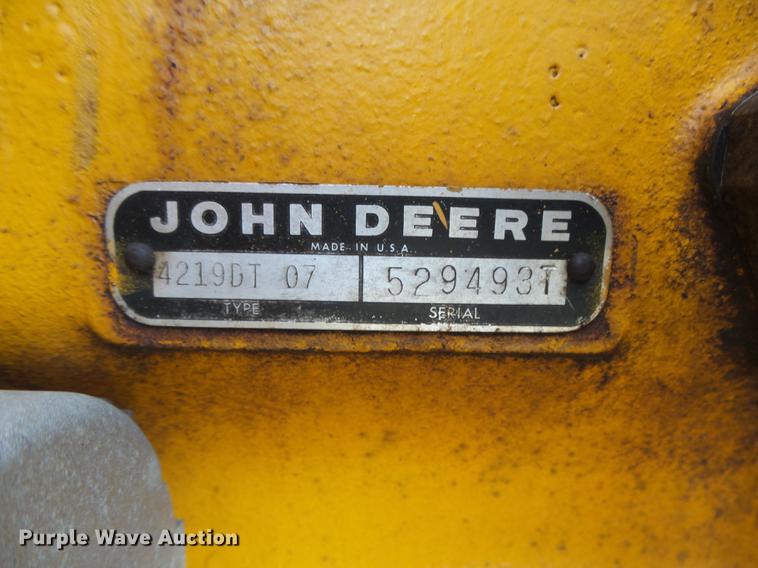 JOHN DEERE
MADE IN U.S.A.
4219DT 07 529493T
TYPE SERIAL
Purple Wave Auction